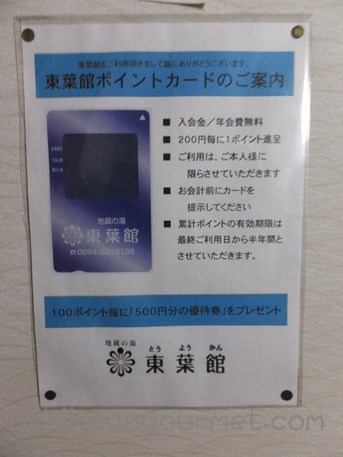 東葉館をご利用頂きまして誠にありがとうございます。
東葉館ポイントカードのご案内
地蔵の湯
東葉館
■ 入会金/年会費無料
■ 200円毎に1ポイント進呈
■ ご利用は、ご本人様に
限らさせていただきます
■ お会計前にカードを
提示してください
■ 累計ポイントの有効期限は
最終ご利用日から半年間と
させていただきます。
100ポイント毎に「500円分の優待券」をプレゼント
地蔵の湯
とう よう かん
東葉館